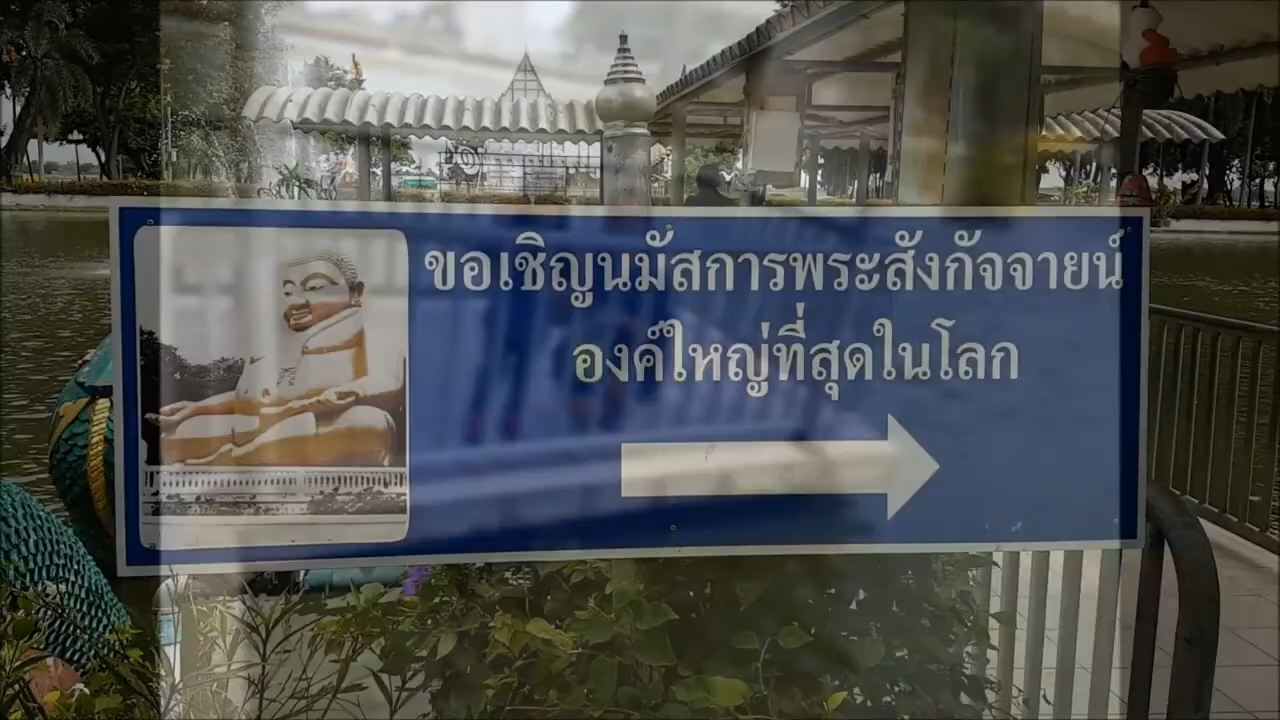 ขอเชิญนมัสการพระสังกัจจายน์
องค์ใหญ่ที่สุดในโลก